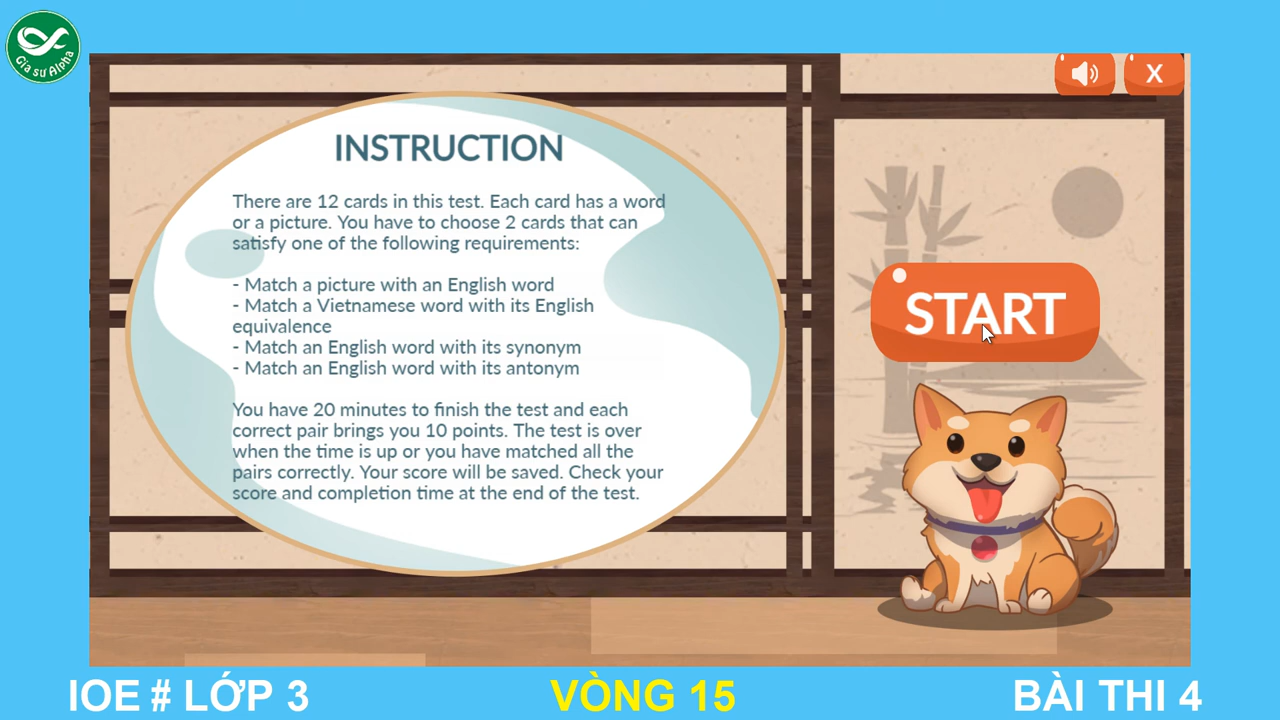 Gia sư Alpha
X
INSTRUCTION
There are 12 cards in this test. Each card has a word
or a picture. You have to choose 2 cards that can
satisfy one of the following requirements:
- Match a picture with an English word
- Match a Vietnamese word with its English
equivalence
- Match an English word with its synonym
- Match an English word with its antonym
You have 20 minutes to finish the test and each
correct pair brings you 10 points. The test is over
when the time is up or you have matched all the
pairs correctly. Your score will be saved. Check your
score and completion time at the end of the test.
START
IOE # LỚP 3
VÒNG 15
BÀI THI 4